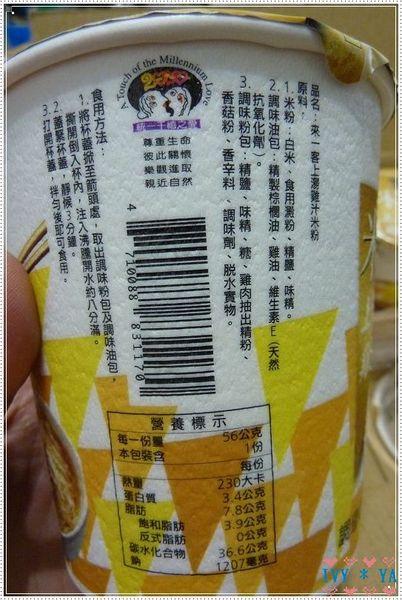 品名：來一客上湯雞汁米粉
原料：
1. 米粉：白米、食用澱粉、精鹽、味精。
2. 調味油包：精製棕櫚油、雞油、維生素E（天然
抗氧化劑）。
3. 調味粉包：精鹽、味精、糖、雞肉抽出精粉、
香菇粉、香辛料、調味劑、脫水實物。
A Touch of the Millennium Love
統一千禧之愛
尊重生命
彼此關懷
樂觀進取
親近自然
食用方法：
1. 將杯蓋掀至箭頭處，取出調味粉包及調味油包，
撕開倒入杯內，注入沸騰開水約八分滿。
2. 蓋緊杯蓋，靜候3分鐘。
3. 打開杯蓋，拌勻後即可食用。
4 710088 831170
營養標示
每一份量 56公克
本包裝含 1份
每份
熱量 230大卡
蛋白質 3.4公克
脂肪 7.8公克
飽和脂肪 3.9公克
反式脂肪 0公克
碳水化合物 36.6公克
鈉 1207毫克
IVY * YA